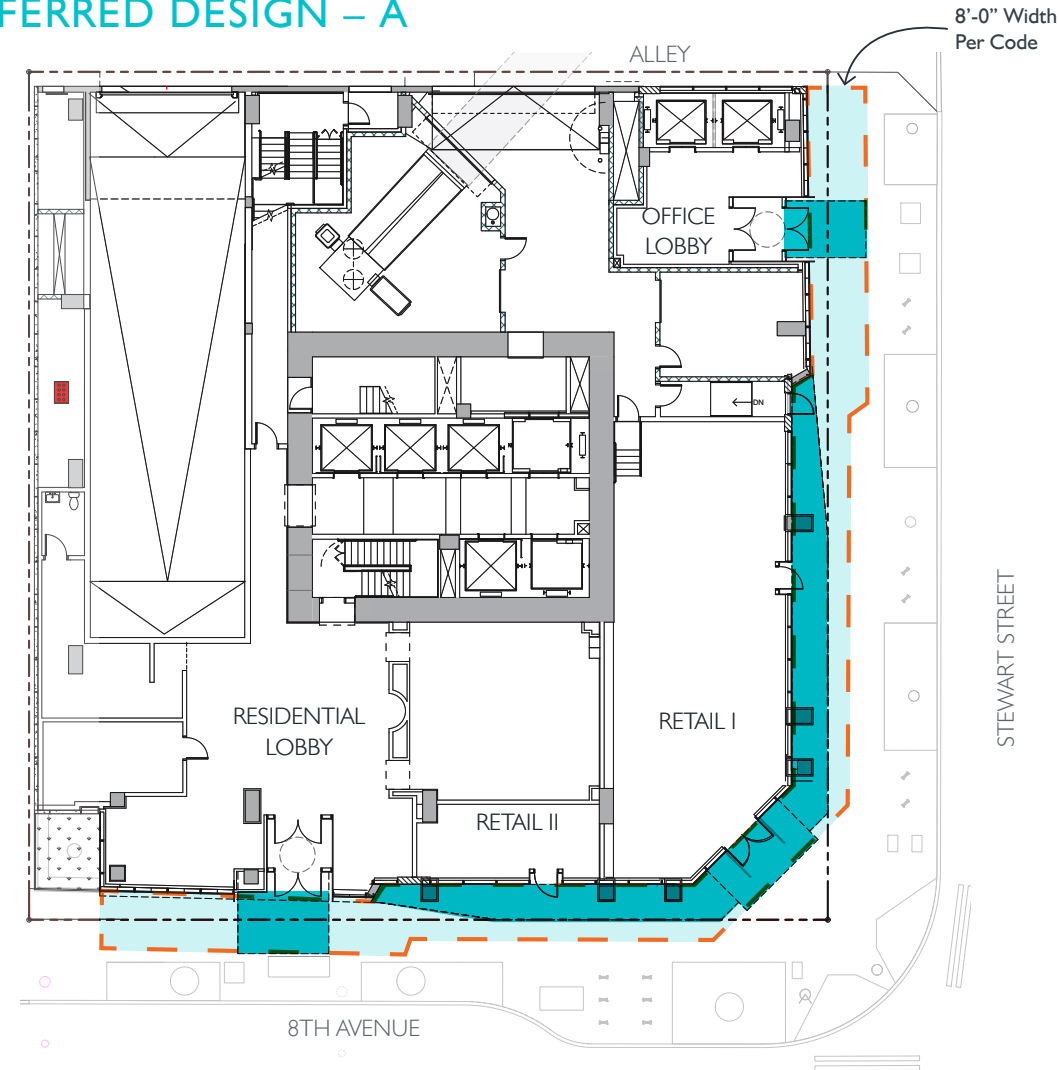 FERRED DESIGN – A
8’-0” Width
Per Code
ALLEY
OFFICE
LOBBY
DN
STEWART STREET
RESIDENTIAL
LOBBY
RETAIL I
RETAIL II
8TH AVENUE